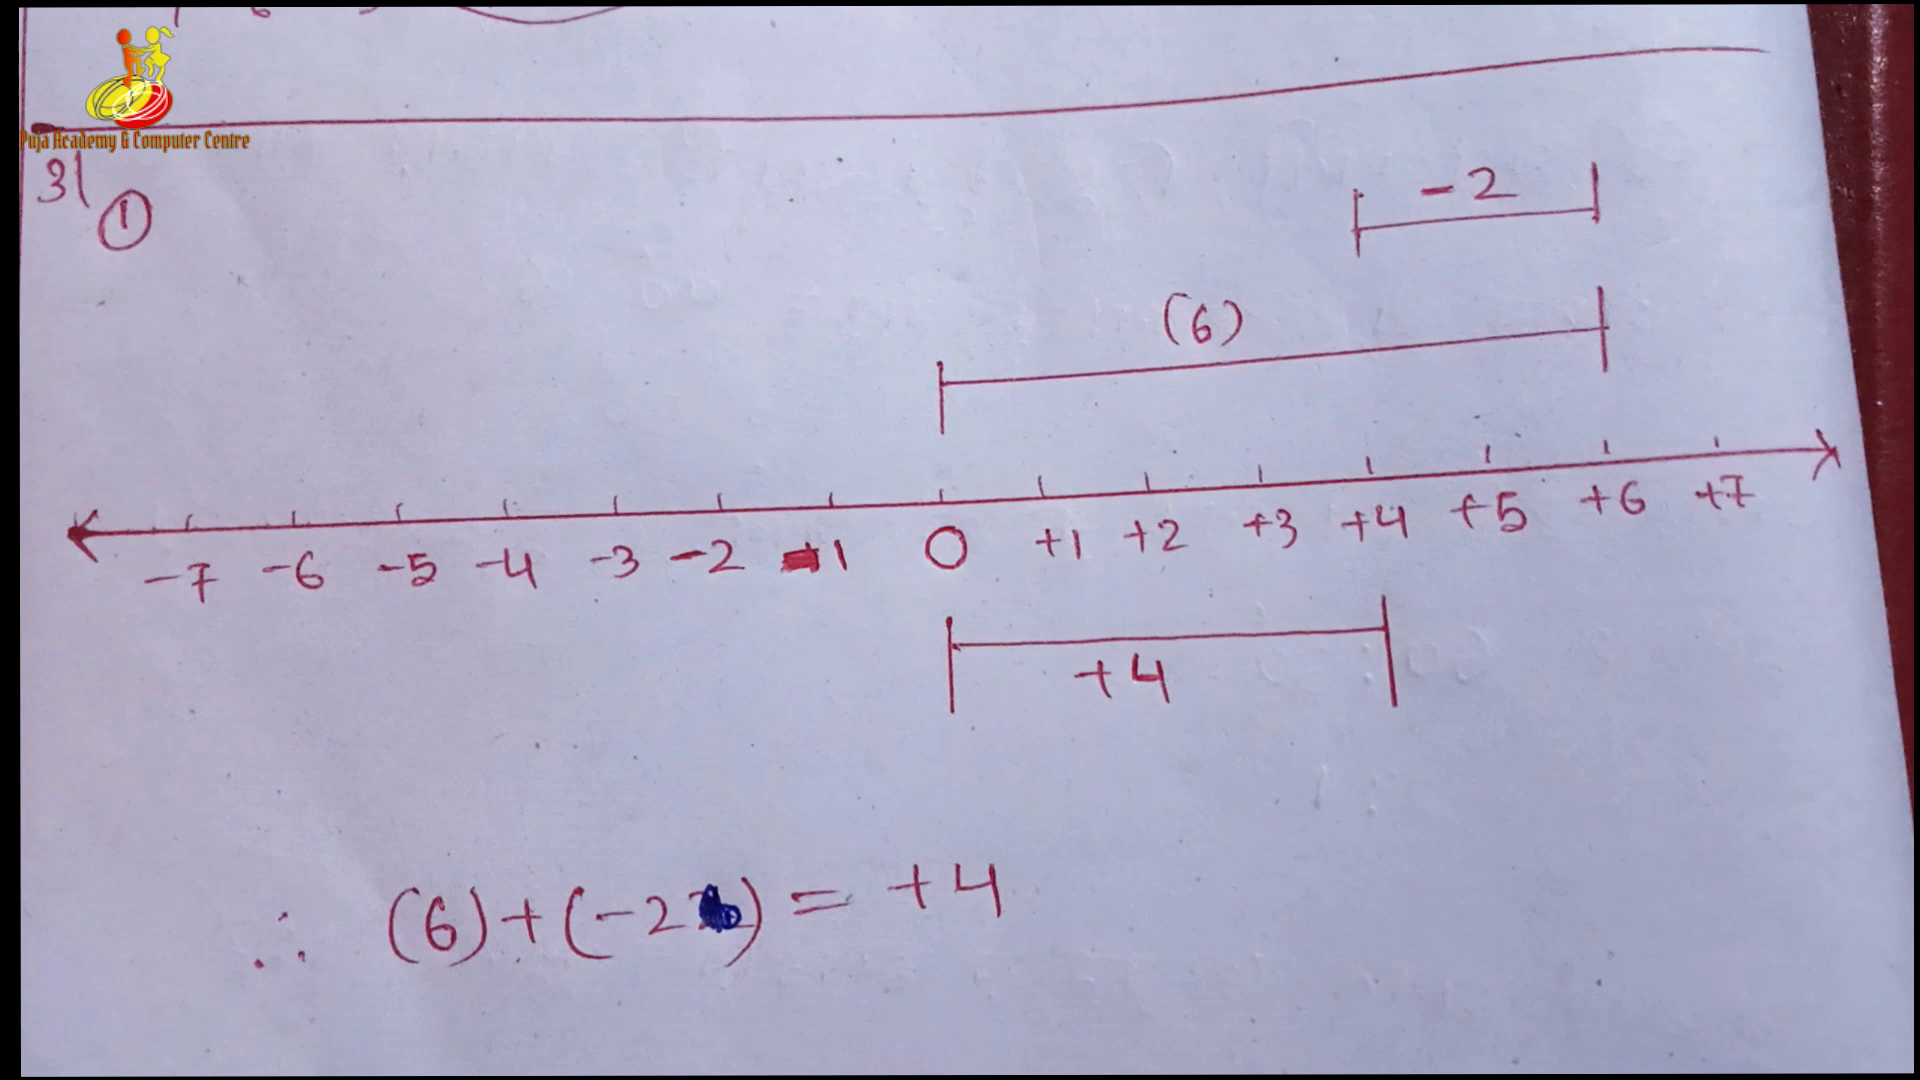 Puja Academy & Computer Centre
3)
①
-2
(6)
-7 -6 -5 -4 -3 -2 -1 0 +1 +2 +3 +4 +5 +6 +7
+4
∴ (6)+(-2) = +4